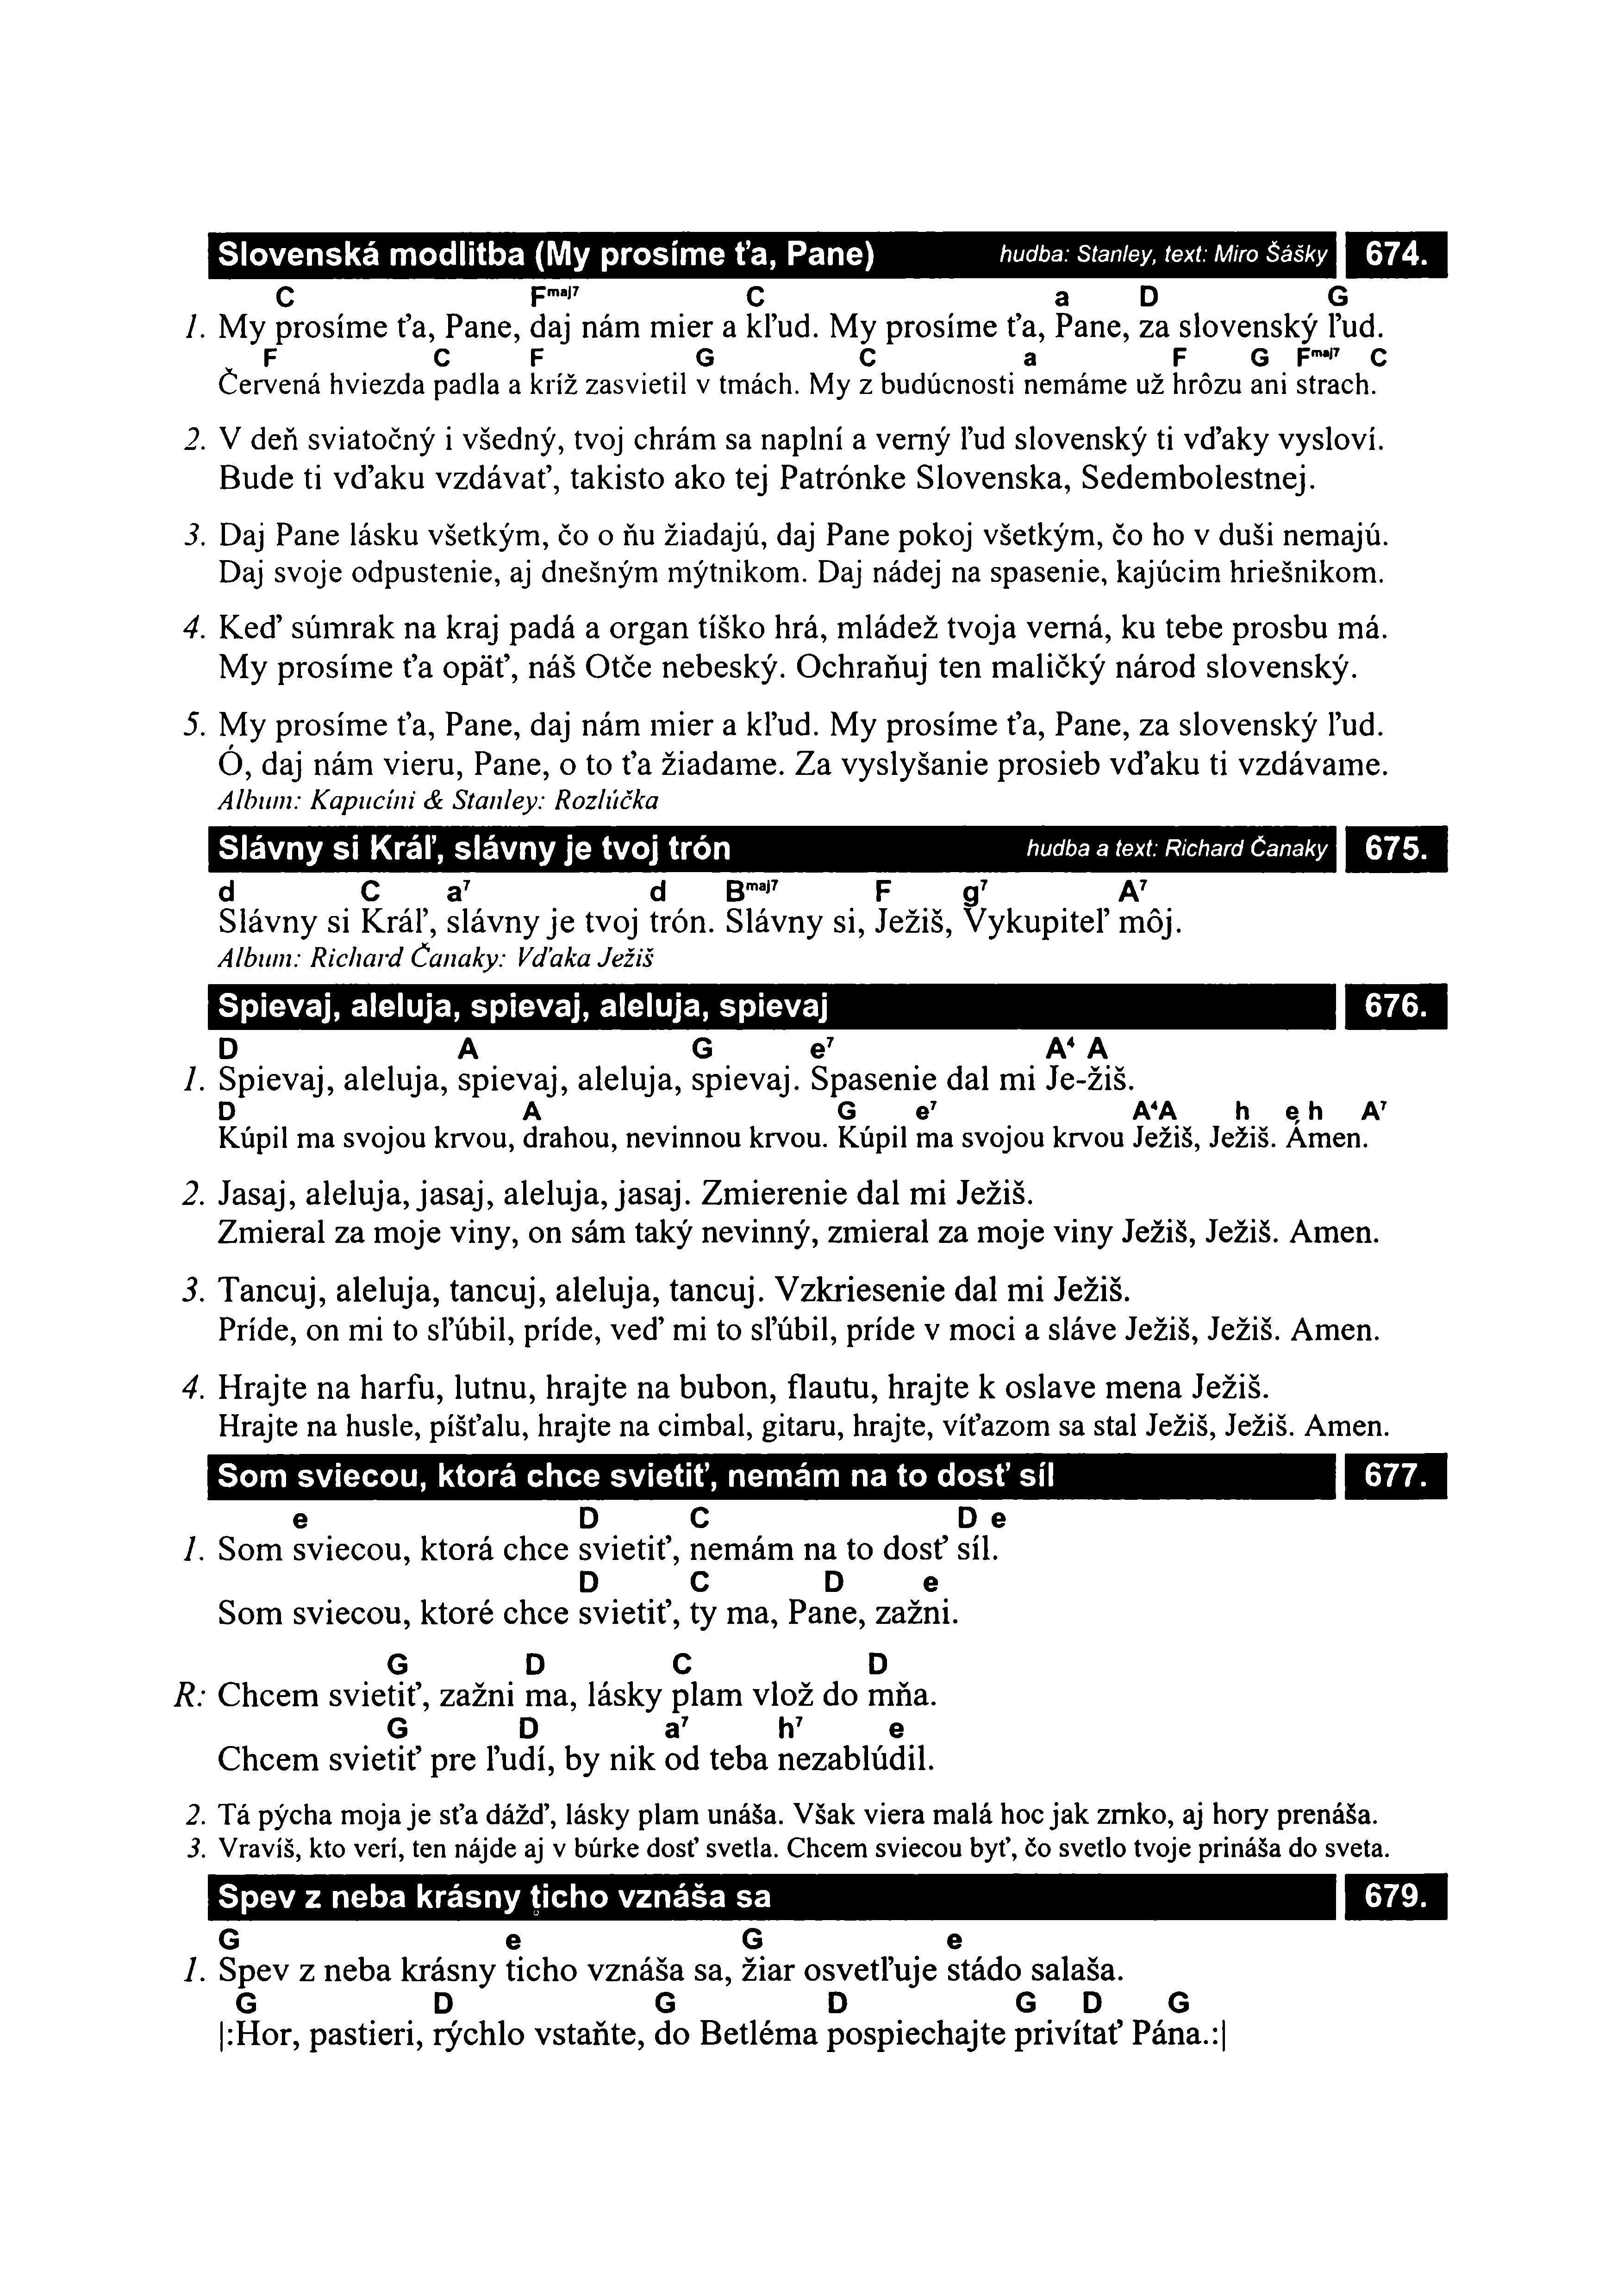 Slovenská modlitba (My prosíme ťa, Pane) hudba: Stanley, text: Miro Šášky 674.
C Fmaj7 C a D G
1. My prosíme ťa, Pane, daj nám mier a kľud. My prosíme ťa, Pane, za slovenský ľud.
F C F G C a F G Fmaj7 C
Červená hviezda padla a kríž zasvietil v tmách. My z budúcnosti nemáme už hrôzu ani strach.
2. V deň sviatočný i všedný, tvoj chrám sa naplní a verný ľud slovenský ti vďaky vysloví.
Bude ti vďaku vzdávať, takisto ako tej Patrónke Slovenska, Sedembolestnej.
3. Daj Pane lásku všetkým, čo o ňu žiadajú, daj Pane pokoj všetkým, čo ho v duši nemajú.
Daj svoje odpustenie, aj dnešným mýtnikom. Daj nádej na spasenie, kajúcim hriešnikom.
4. Keď súmrak na kraj padá a organ tíško hrá, mládež tvoja verná, ku tebe prosbu má.
My prosíme ťa opäť, náš Otče nebeský. Ochraňuj ten maličký národ slovenský.
5. My prosíme ťa, Pane, daj nám mier a kľud. My prosíme ťa, Pane, za slovenský ľud.
Ó, daj nám vieru, Pane, o to ťa žiadame. Za vyslyšanie prosieb vďaku ti vzdávame.
Album: Kapucíni & Stanley: Rozlúčka
Slávny si Kráľ, slávny je tvoj trón hudba a text: Richard Čanaky 675.
d C a7 d Bmaj7 F g7 A7
Slávny si Kráľ, slávny je tvoj trón. Slávny si, Ježiš, Vykupiteľ môj.
Album: Richard Čanaky: Vďaka Ježiš
Spievaj, aleluja, spievaj, aleluja, spievaj 676.
D A G e7 A4 A
1. Spievaj, aleluja, spievaj, aleluja, spievaj. Spasenie dal mi Je-žiš.
D A G e7 A4A h e h A7
Kúpil ma svojou krvou, drahou, nevinnou krvou. Kúpil ma svojou krvou Ježiš, Ježiš. Amen.
2. Jasaj, aleluja, jasaj, aleluja, jasaj. Zmierenie dal mi Ježiš.
Zmieral za moje viny, on sám taký nevinný, zmieral za moje viny Ježiš, Ježiš. Amen.
3. Tancuj, aleluja, tancuj, aleluja, tancuj. Vzkriesenie dal mi Ježiš.
Príde, on mi to sľúbil, príde, veď mi to sľúbil, príde v moci a sláve Ježiš, Ježiš. Amen.
4. Hrajte na harfu, lutnu, hrajte na bubon, flautu, hrajte k oslave mena Ježiš.
Hrajte na husle, píšťalu, hrajte na cimbal, gitaru, hrajte, víťazom sa stal Ježiš, Ježiš. Amen.
Som sviecou, ktorá chce svietiť, nemám na to dosť síl 677.
e D C D e
1. Som sviecou, ktorá chce svietiť, nemám na to dosť síl.
D C D e
Som sviecou, ktoré chce svietiť, ty ma, Pane, zažni.
G D C D
R: Chcem svietiť, zažni ma, lásky plam vlož do mňa.
G D a7 h7 e
Chcem svietiť pre ľudí, by nik od teba nezablúdil.
2. Tá pýcha moja je sťa dážď, lásky plam unáša. Však viera malá hoc jak zrnko, aj hory prenáša.
3. Vravíš, kto verí, ten nájde aj v búrke dosť svetla. Chcem sviecou byť, čo svetlo tvoje prináša do sveta.
Spev z neba krásny ticho vznáša sa 679.
G e G e
1. Spev z neba krásny ticho vznáša sa, žiar osvetľuje stádo salaša.
G D G D G D G
|:Hor, pastieri, rýchlo vstaňte, do Betléma pospiechajte privítať Pána.:|